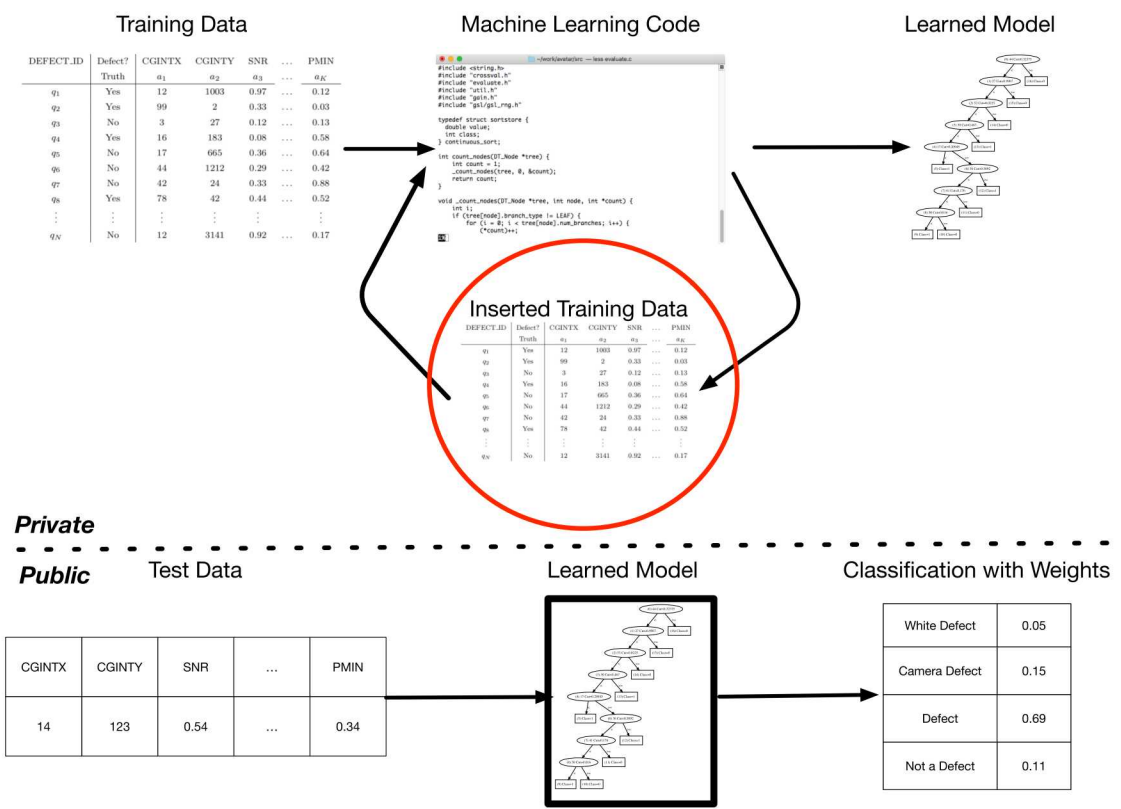 Training Data
DEFECT_ID Defect? CGINTX CGINTY SNR ... PMIN
Truth a1 a2 a3 ... aK
q1 Yes 12 1003 0.97 ... 0.12
q2 Yes 99 2 0.33 ... 0.03
q3 No 3 27 0.12 ... 0.13
q4 Yes 16 183 0.08 ... 0.58
q5 No 17 665 0.36 ... 0.64
q6 No 44 1212 0.29 ... 0.42
q7 No 42 24 0.33 ... 0.88
q8 Yes 78 42 0.44 ... 0.52
qN No 12 3141 0.92 ... 0.17
Machine Learning Code
~/work/avatar/src — less evaluate.c
#include <string.h>
#include "crossval.h"
#include "evaluate.h"
#include "util.h"
#include "gain.h"
#include "gsl/gsl_rng.h"
typedef struct sortstore {
double value;
int class;
} continuous_sort;
int count_nodes(DT_Node *tree) {
int count = 1;
_count_nodes(tree, 0, &count);
return count;
}
void _count_nodes(DT_Node *tree, int node, int *count) {
int i;
if (tree[node].branch_type != LEAF) {
for (i = 0; i < tree[node].num_branches; i++) {
(*count)++;
Learned Model
Inserted Training Data
DEFECT_ID Defect? CGINTX CGINTY SNR ... PMIN
Truth a1 a2 a3 ... aK
q1 Yes 12 1003 0.97 ... 0.12
q2 Yes 99 2 0.33 ... 0.03
q3 No 3 27 0.12 ... 0.13
q4 Yes 16 183 0.08 ... 0.58
q5 No 17 665 0.36 ... 0.64
q6 No 44 1212 0.29 ... 0.42
q7 No 42 24 0.33 ... 0.88
q8 Yes 78 42 0.44 ... 0.52
qN No 12 3141 0.92 ... 0.17
Private
Public
Test Data
CGINTX CGINTY SNR ... PMIN
14 123 0.54 ... 0.34
Learned Model
Classification with Weights
White Defect 0.05
Camera Defect 0.15
Defect 0.69
Not a Defect 0.11